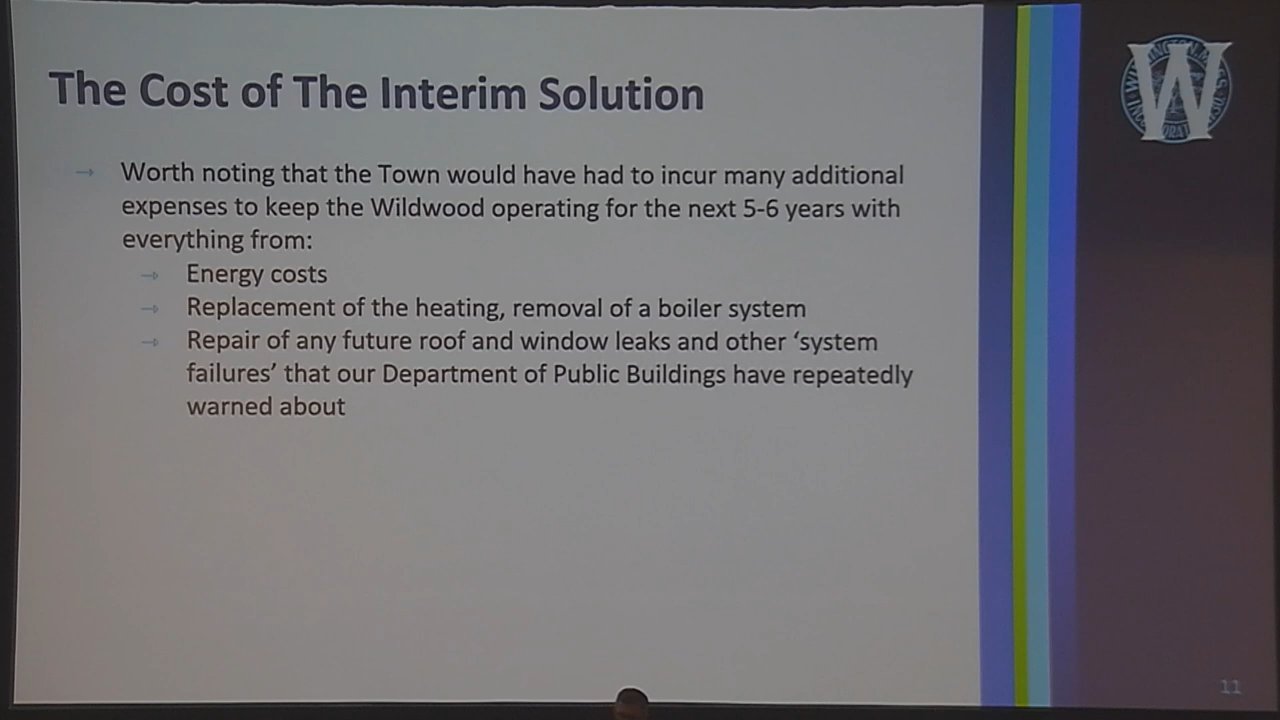 The Cost of The Interim Solution
→ Worth noting that the Town would have had to incur many additional
expenses to keep the Wildwood operating for the next 5-6 years with
everything from:
→ Energy costs
→ Replacement of the heating, removal of a boiler system
→ Repair of any future roof and window leaks and other ‘system
failures’ that our Department of Public Buildings have repeatedly
warned about
W
11